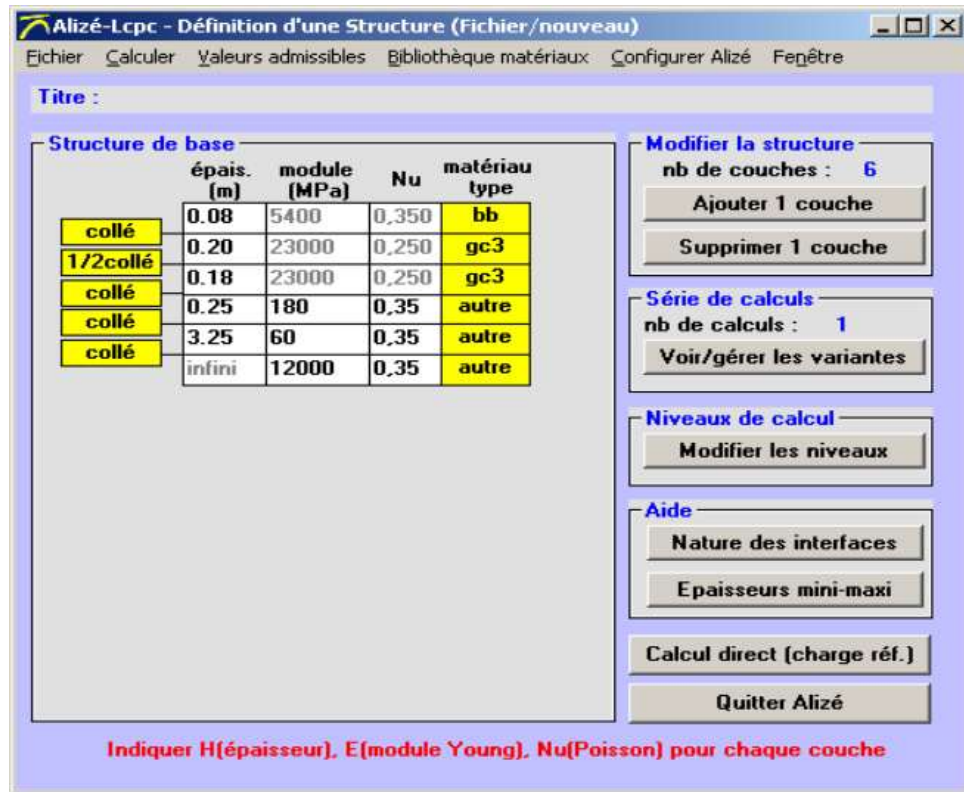 Alizé-Lcpc - Définition d'une Structure (Fichier/nouveau)
Fichier Calculer Valeurs admissibles Bibliothèque matériaux Configurer Alizé Fenêtre
Titre :
Structure de base
épais. (m) module (MPa) Nu matériau type
0.08 5400 0,350 bb
collé
0.20 23000 0,250 gc3
1/2collé
0.18 23000 0,250 gc3
collé
0.25 180 0,35 autre
collé
3.25 60 0,35 autre
collé
infini 12000 0,35 autre
Modifier la structure
nb de couches : 6
Ajouter 1 couche
Supprimer 1 couche
Série de calculs
nb de calculs : 1
Voir/gérer les variantes
Niveaux de calcul
Modifier les niveaux
Aide
Nature des interfaces
Epaisseurs mini-maxi
Calcul direct (charge réf.)
Quitter Alizé
Indiquer H(épaisseur), E(module Young), Nu(Poisson) pour chaque couche